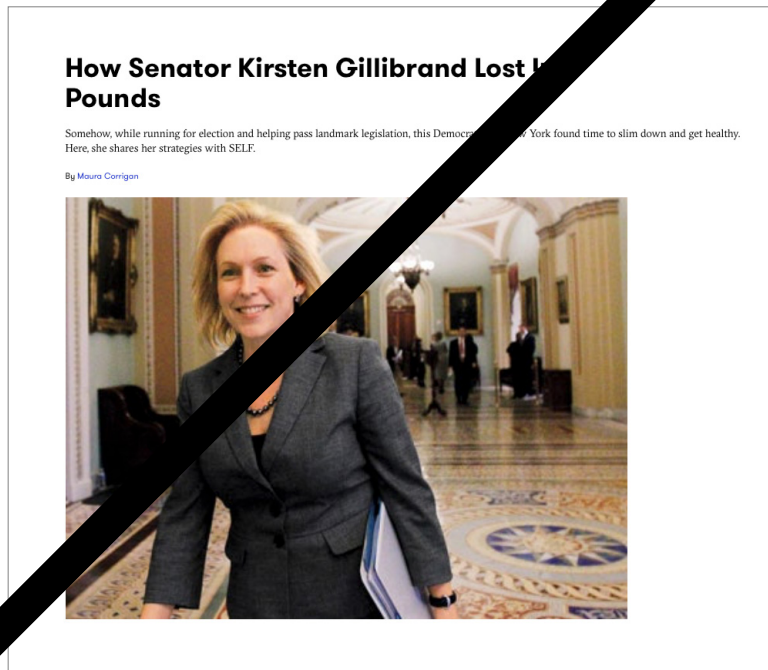 How Senator Kirsten Gillibrand Lost
Pounds
Somehow, while running for election and helping pass landmark legislation, this York found time to slim down and get healthy.
Here, she shares her strategies with SELF.
By Maura Corrigan